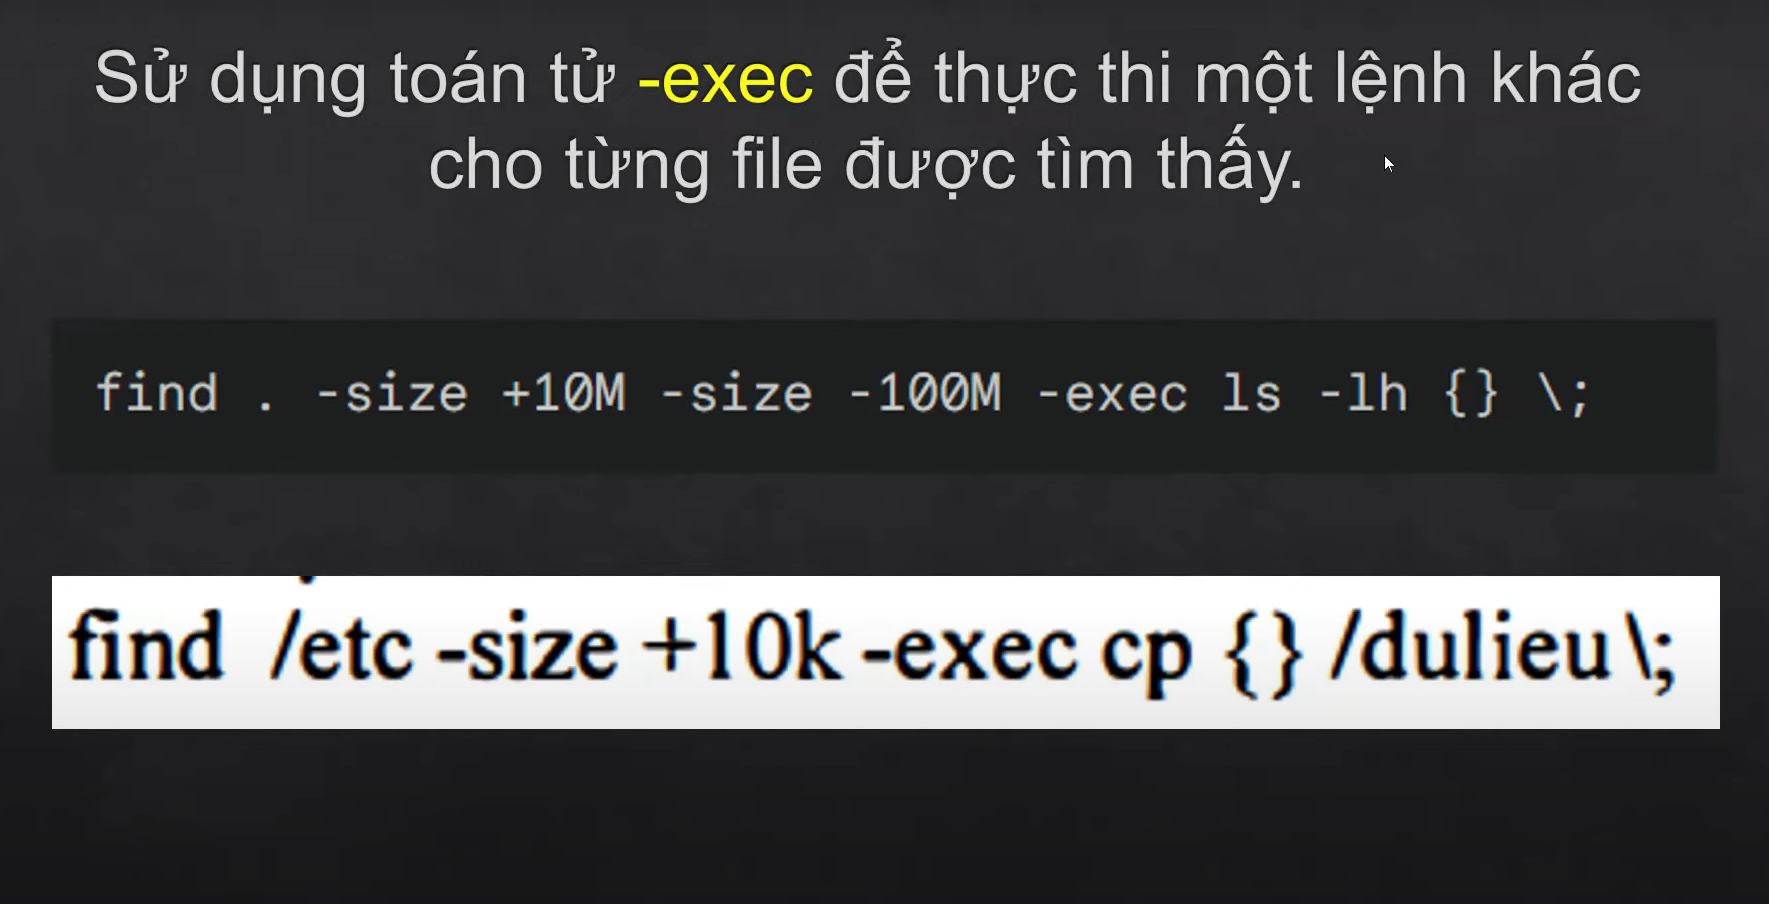 Sử dụng toán tử -exec để thực thi một lệnh khác
cho từng file được tìm thấy.
find . -size +10M -size -100M -exec ls -lh {} \;
find /etc -size +10k -exec cp {} /dulieu\;